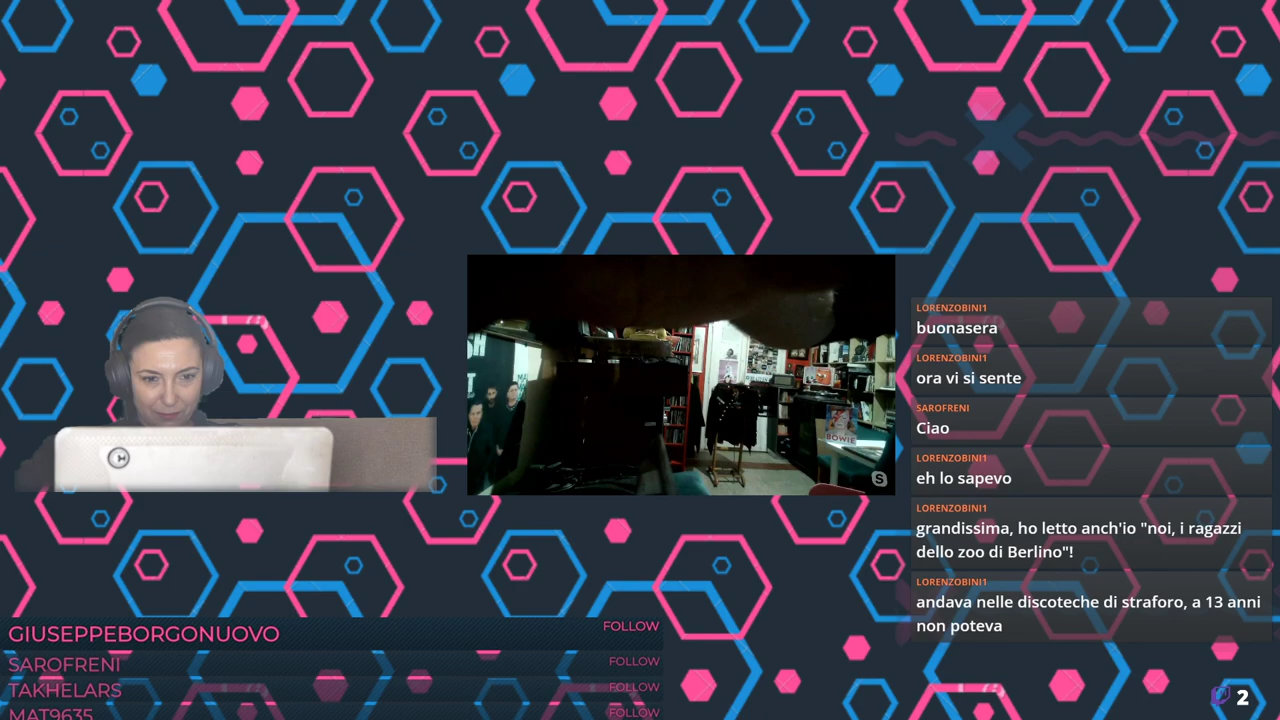 LORENZOBINI1
buonasera
LORENZOBINI1
ora vi si sente
SAROFRENI
Ciao
LORENZOBINI1
eh lo sapevo
LORENZOBINI1
grandissima, ho letto anch'io "noi, i ragazzi
dello zoo di Berlino"!
LORENZOBINI1
andava nelle discoteche di straforo, a 13 anni
non poteva
BOWIE
GIUSEPPEBORGONUOVO FOLLOW
SAROFRENI FOLLOW
TAKHELARS FOLLOW
MAT9635 FOLLOW
2